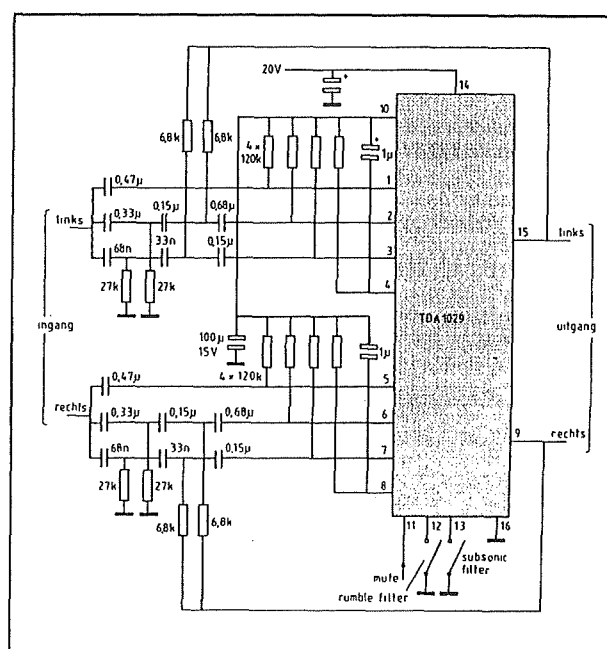 20V
+
14
10
6,8k
6,8k
4×
120k
+
1µ
0,47µ
1
links
0,33µ
0,15µ
0,68µ
2
15
links
68n
33n
0,15µ
3
27k
27k
4
TDA1029
ingang
uitgang
100µ
15V
4 × 120k
1µ
0,47µ
5
rechts
0,33µ
0,15µ
0,68µ
6
9
rechts
68n
33n
0,15µ
7
27k
27k
8
6,8k
6,8k
11
12
13
16
mute
subsonic
filter
rumble filter